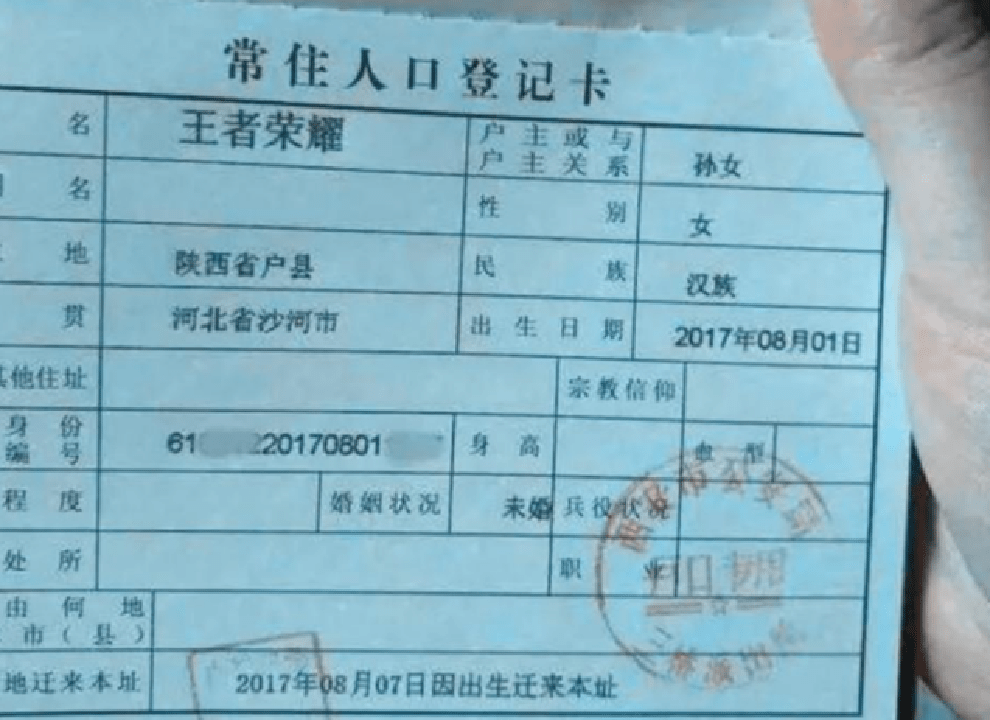 常住人口登记卡
名 王者荣耀 户主或与户主关系 孙女
名 性别 女
地 陕西省户县 民族 汉族
贯 河北省沙河市 出生日期 2017年08月01日
其他住址 宗教信仰
身份编号 61 20170801 身高 血型
程度 婚姻状况 未婚 兵役状况
处所 职业
由何地
市(县)
地迁来本址 2017年08月07日因出生迁来本址
户口专用